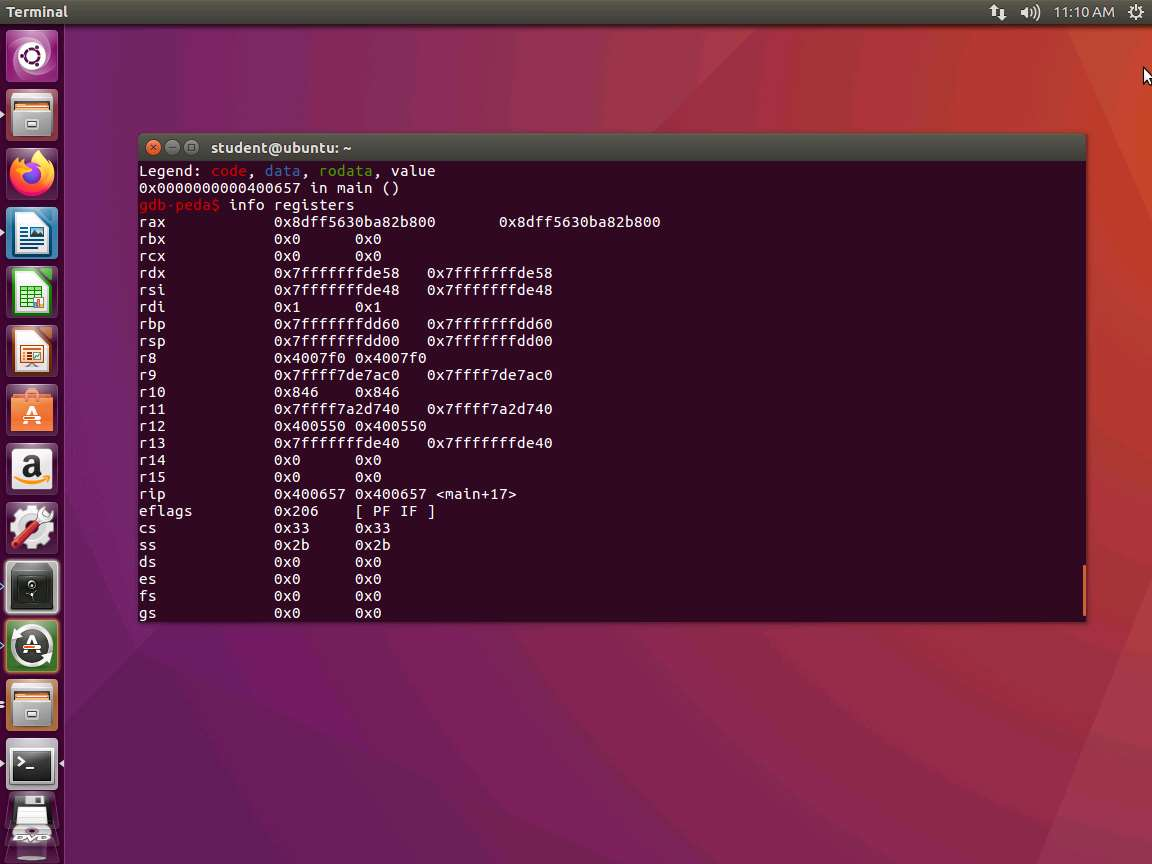 Terminal
11:10 AM
student@ubuntu: ~
Legend: code, data, rodata, value
0x0000000000400657 in main ()
gdb-peda$ info registers
rax 0x8dff5630ba82b800 0x8dff5630ba82b800
rbx 0x0 0x0
rcx 0x0 0x0
rdx 0x7fffffffde58 0x7fffffffde58
rsi 0x7fffffffde48 0x7fffffffde48
rdi 0x1 0x1
rbp 0x7fffffffdd60 0x7fffffffdd60
rsp 0x7fffffffdd00 0x7fffffffdd00
r8 0x4007f0 0x4007f0
r9 0x7ffff7de7ac0 0x7ffff7de7ac0
r10 0x846 0x846
r11 0x7ffff7a2d740 0x7ffff7a2d740
r12 0x400550 0x400550
r13 0x7fffffffde40 0x7fffffffde40
r14 0x0 0x0
r15 0x0 0x0
rip 0x400657 0x400657 <main+17>
eflags 0x206 [ PF IF ]
cs 0x33 0x33
ss 0x2b 0x2b
ds 0x0 0x0
es 0x0 0x0
fs 0x0 0x0
gs 0x0 0x0
a
A
>_
DVD